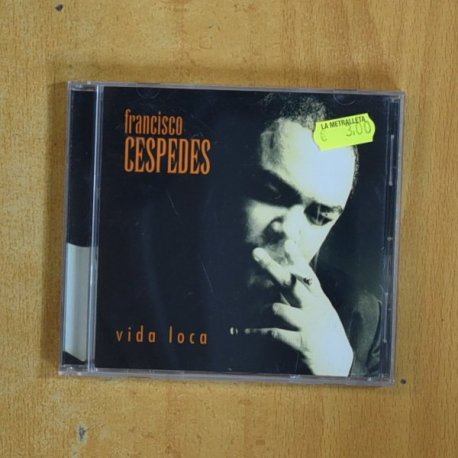 francisco
CESPEDES
LA METRALLETA
€ 3.00
vida loca